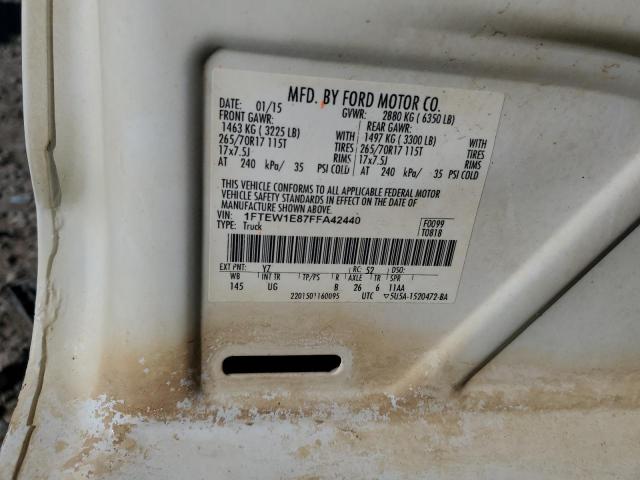 MFD. BY FORD MOTOR CO.
DATE: 01/15 GVWR: 2880 KG ( 6350 LB)
FRONT GAWR: REAR GAWR:
1463 KG ( 3225 LB) WITH 1497 KG ( 3300 LB) WITH
265/70R17 115T TIRES 265/70R17 115T TIRES
17x7.5J RIMS 17x7.5J RIMS
AT 240 kPa/ 35 PSI COLD AT 240 kPa/ 35 PSI COLD
THIS VEHICLE CONFORMS TO ALL APPLICABLE FEDERAL MOTOR
VEHICLE SAFETY STANDARDS IN EFFECT ON THE DATE OF
MANUFACTURE SHOWN ABOVE.
VIN: 1FTEW1E87FFA42440 F0099
TYPE: Truck T0818
EXT PNT: YZ RC: 52 DSO:
WB INT TR TP/PS R AXLE TR SPR
145 UG B 26 6 11AA
2201501160095 UTC ▽5U5A-1520472-BA